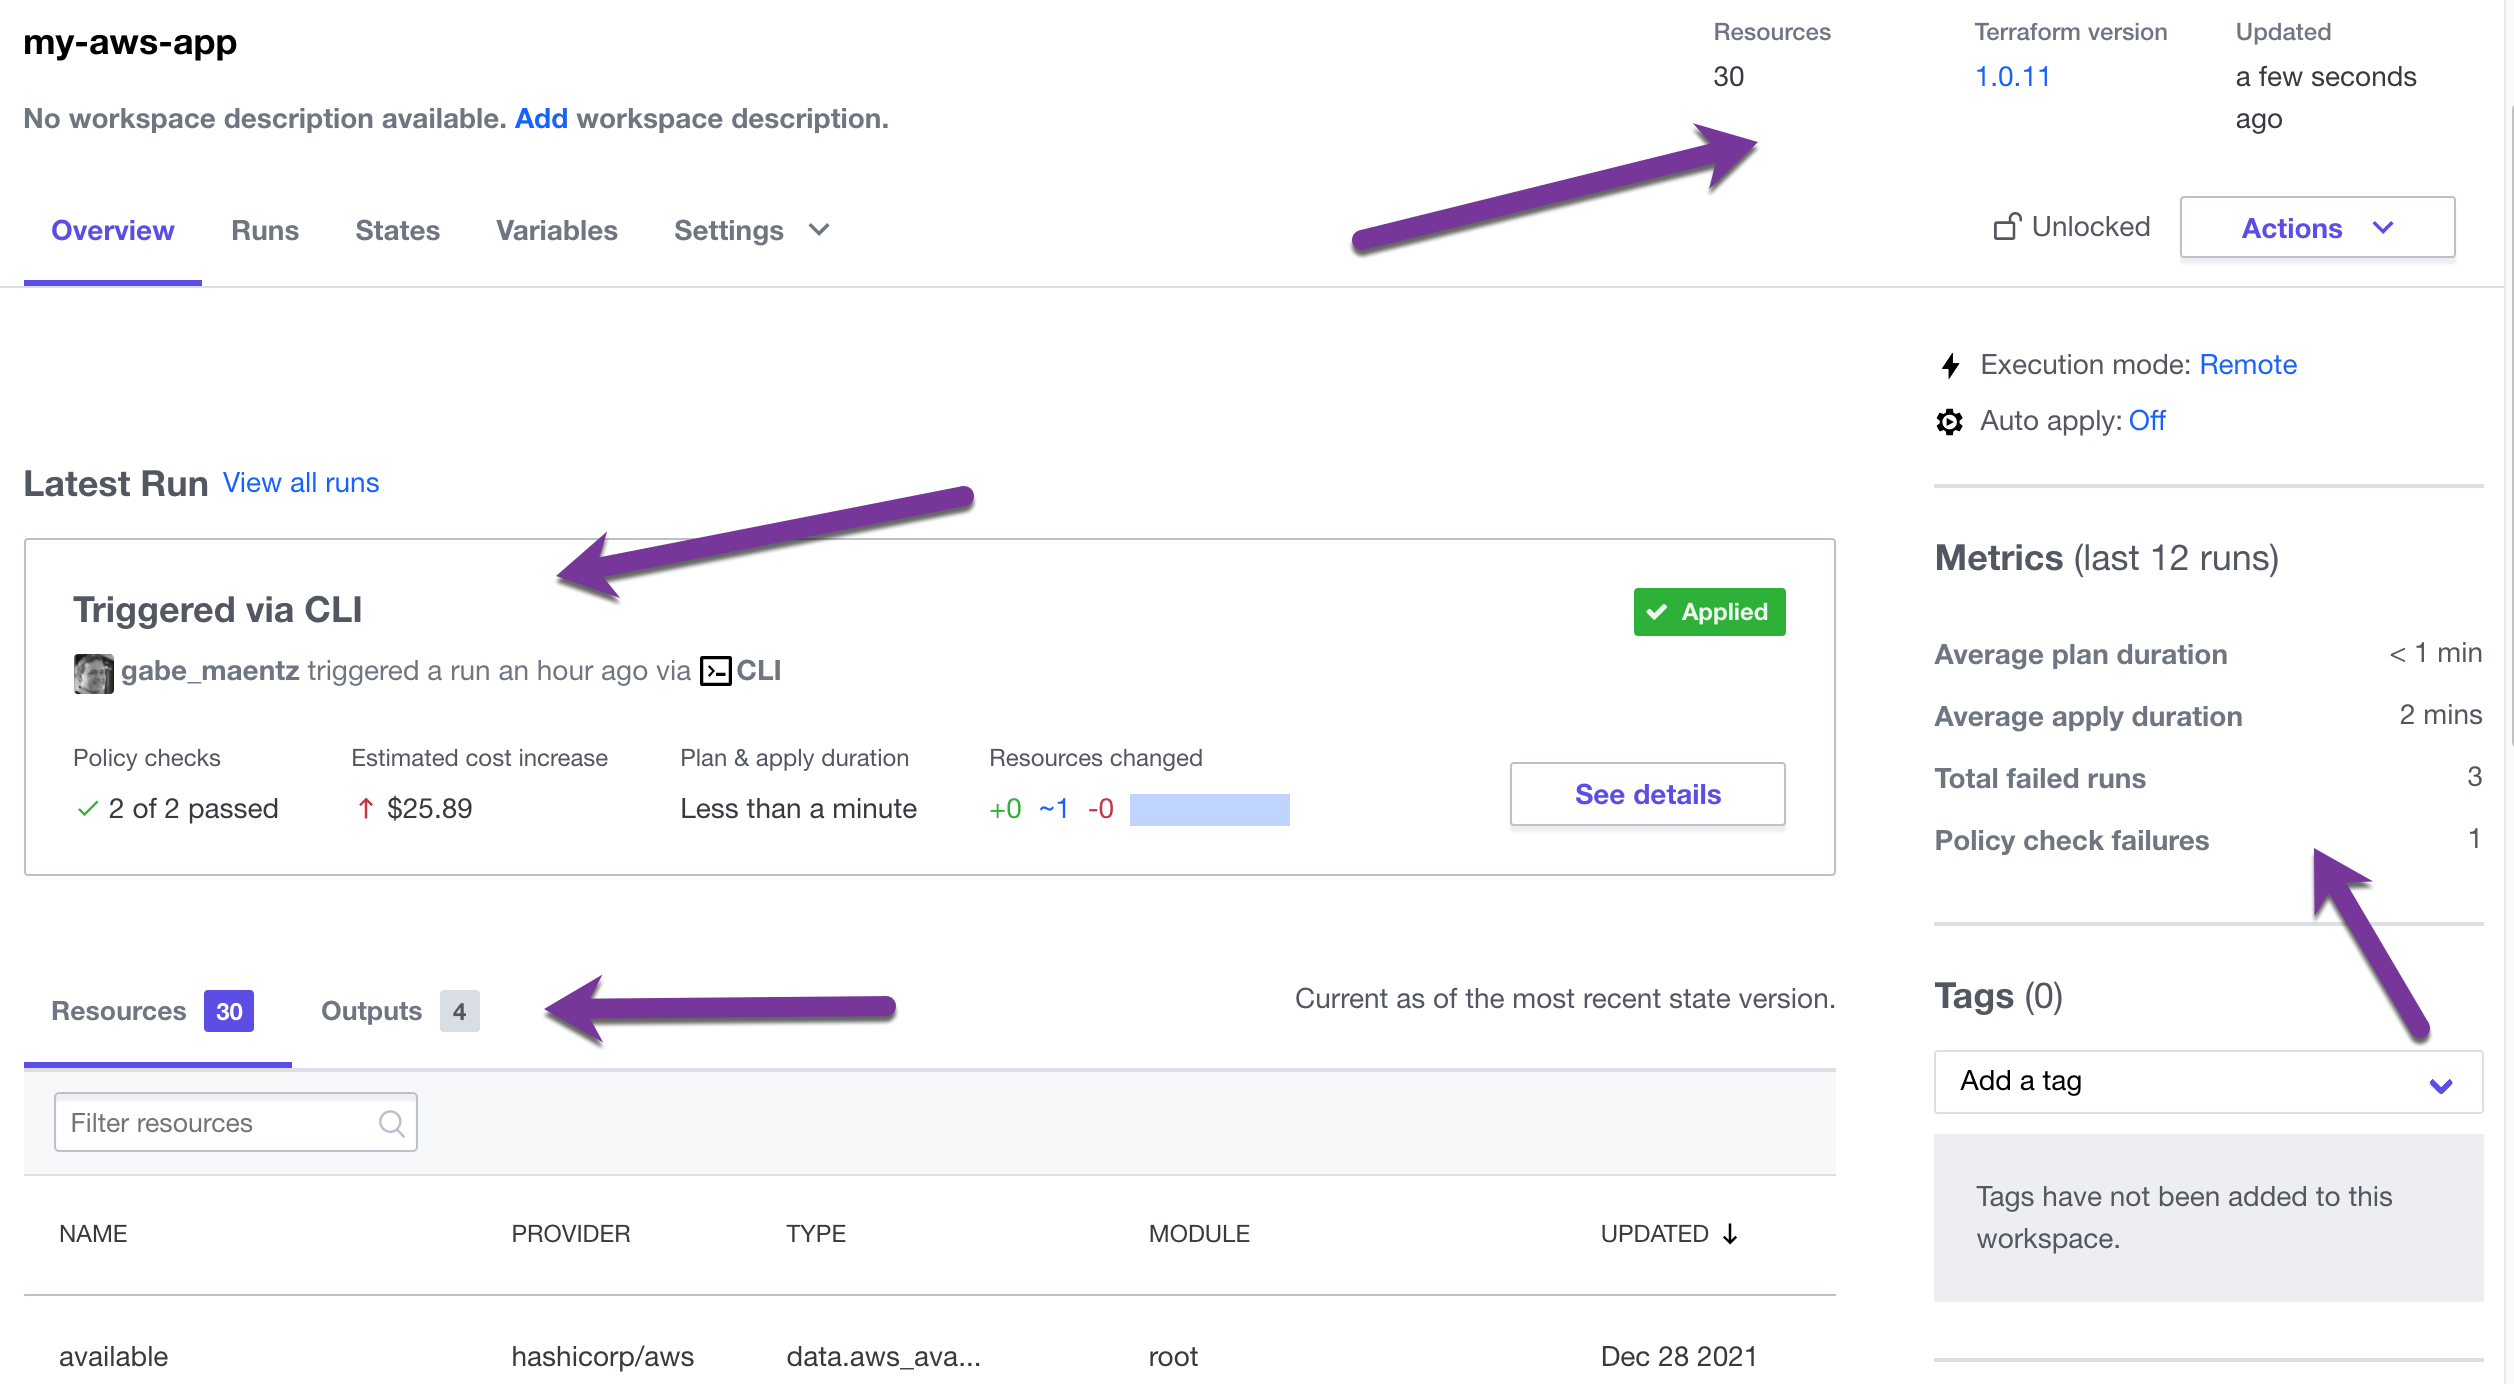 my-aws-app
Resources
30
Terraform version
1.0.11
Updated
a few seconds
ago
No workspace description available. Add workspace description.
Overview
Runs
States
Variables
Settings
Unlocked
Actions
Execution mode: Remote
Auto apply: Off
Latest Run View all runs
Triggered via CLI
Applied
gabe_maentz triggered a run an hour ago via CLI
Policy checks
2 of 2 passed
Estimated cost increase
↑ $25.89
Plan & apply duration
Less than a minute
Resources changed
+0 ~1 -0
See details
Metrics (last 12 runs)
Average plan duration < 1 min
Average apply duration 2 mins
Total failed runs 3
Policy check failures 1
Resources 30
Outputs 4
Current as of the most recent state version.
Filter resources
NAME PROVIDER TYPE MODULE UPDATED ↓
available hashicorp/aws data.aws_ava... root Dec 28 2021
Tags (0)
Add a tag
Tags have not been added to this
workspace.